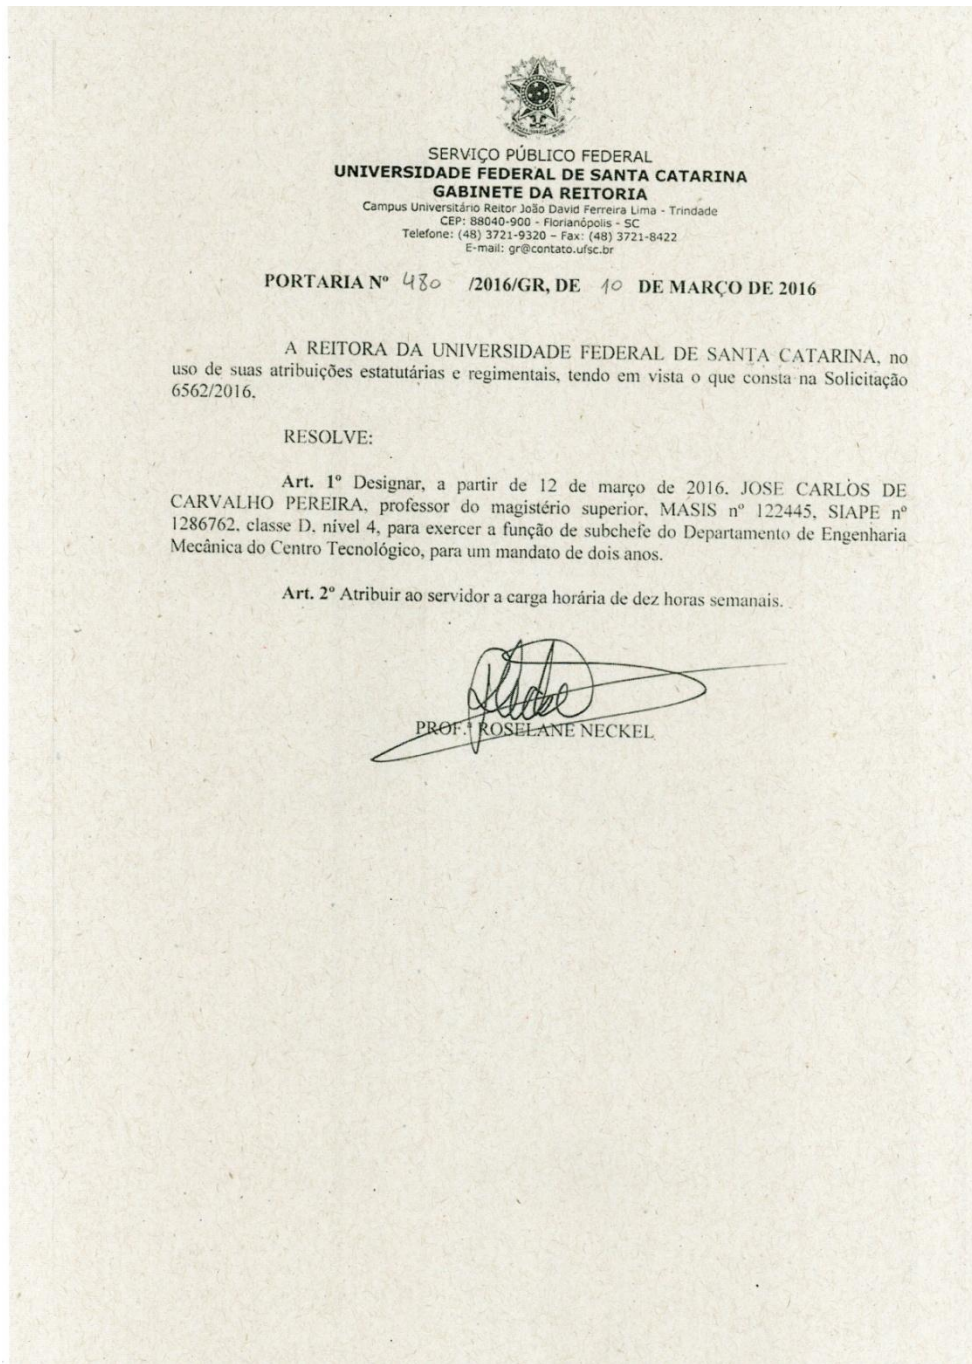 SERVIÇO PÚBLICO FEDERAL
UNIVERSIDADE FEDERAL DE SANTA CATARINA
GABINETE DA REITORIA
Campus Universitário Reitor João David Ferreira Lima - Trindade
CEP: 88040-900 - Florianópolis - SC
Telefone: (48) 3721-9320 – Fax: (48) 3721-8422
E-mail: gr@contato.ufsc.br
PORTARIA Nº 480 /2016/GR, DE 10 DE MARÇO DE 2016
A REITORA DA UNIVERSIDADE FEDERAL DE SANTA CATARINA, no
uso de suas atribuições estatutárias e regimentais, tendo em vista o que consta na Solicitação
6562/2016,
RESOLVE:
Art. 1º Designar, a partir de 12 de março de 2016, JOSE CARLOS DE
CARVALHO PEREIRA, professor do magistério superior, MASIS nº 122445, SIAPE nº
1286762, classe D, nível 4, para exercer a função de subchefe do Departamento de Engenharia
Mecânica do Centro Tecnológico, para um mandato de dois anos.
Art. 2º Atribuir ao servidor a carga horária de dez horas semanais.
PROF.ª ROSELANE NECKEL